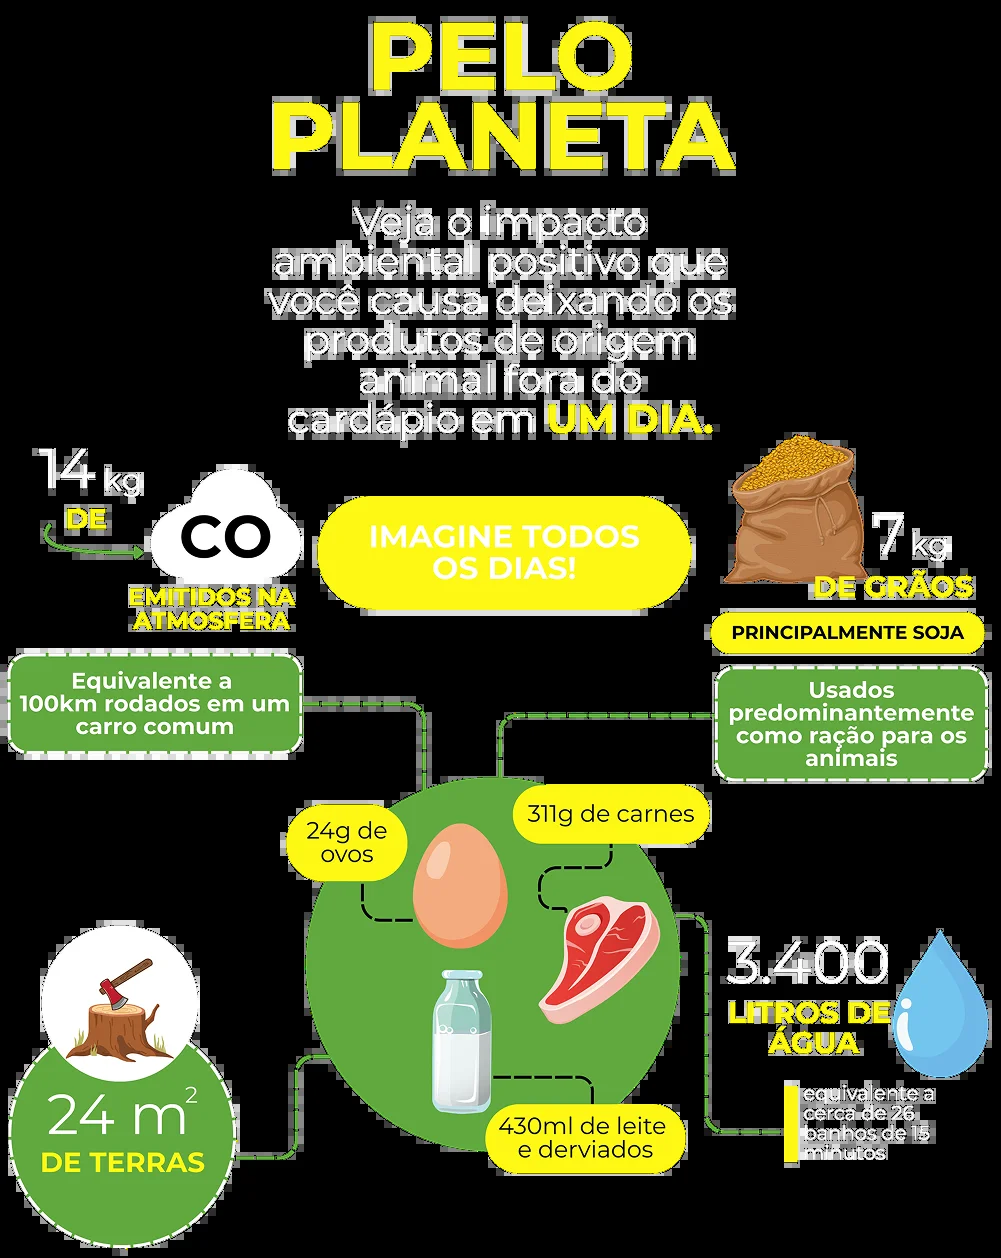 PELO
PLANETA
Veja o impacto
ambiental positivo que
você causa deixando os
produtos de origem
animal fora do
cardápio em UM DIA.
14 kg
DE
CO
EMITIDOS NA
ATMOSFERA
Equivalente a
100km rodados em um
carro comum
IMAGINE TODOS
OS DIAS!
7 kg
DE GRÃOS
PRINCIPALMENTE SOJA
Usados
predominantemente
como ração para os
animais
24g de
ovos
311g de carnes
430ml de leite
e derviados
24 m²
DE TERRAS
3.400
LITROS DE
ÁGUA
equivalente a
cerca de 26
banhos de 15
minutos